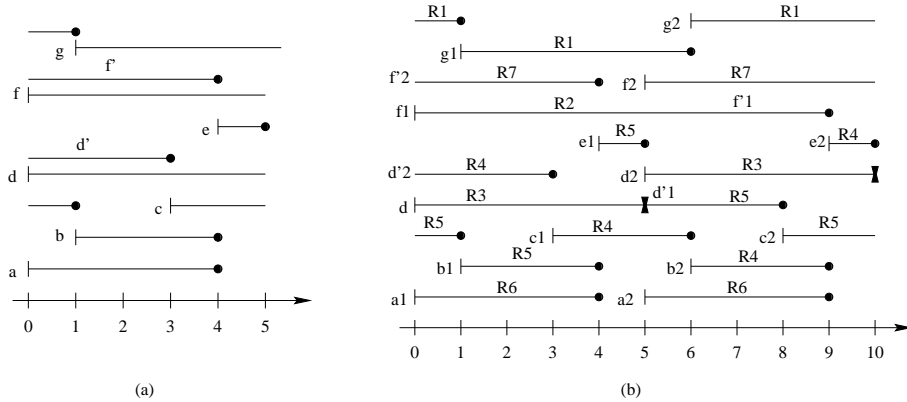 g
f'
f
e
d'
d
c
b
a
0 1 2 3 4 5
(a)
R1 g2 R1
g1 R1
f'2 R7 f2 R7
f1 R2 f'1
e1 R5 e2 R4
d'2 R4 d2 R3
d R3 d'1 R5
R5 c1 R4 c2 R5
b1 R5 b2 R4
a1 R6 a2 R6
0 1 2 3 4 5 6 7 8 9 10
(b)